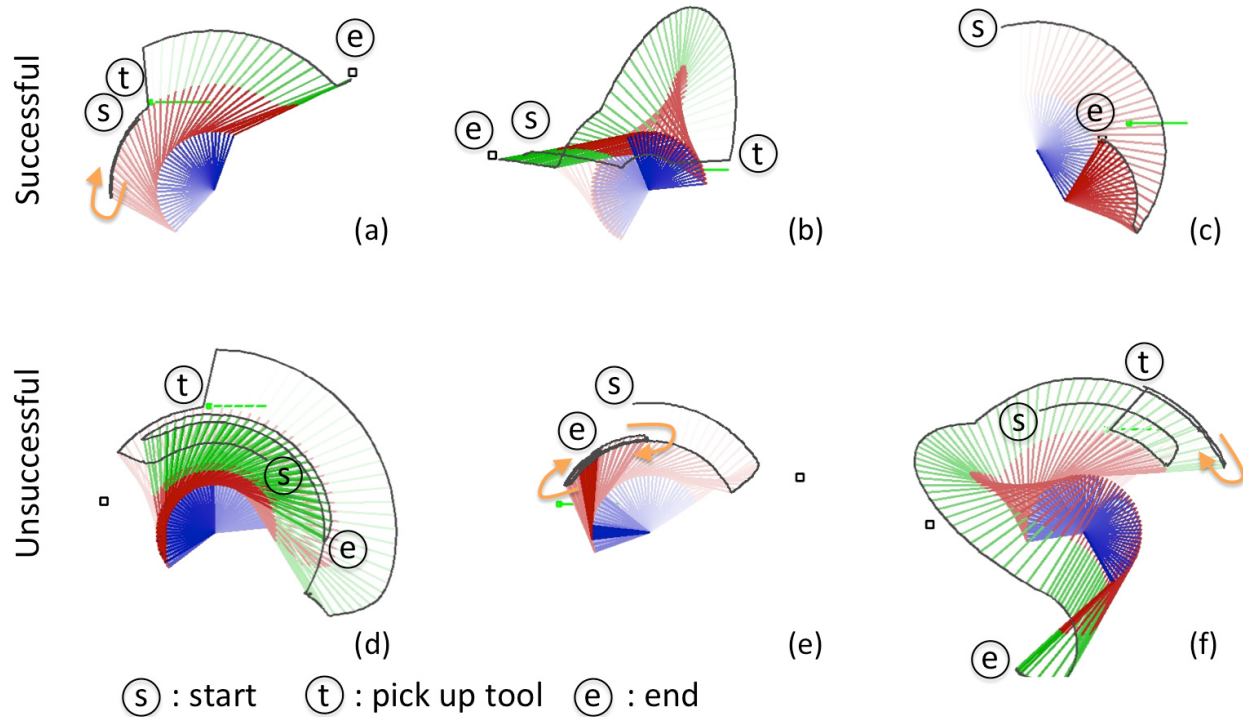 Successful
s
t
e
(a)
e
s
t
(b)
s
e
(c)
Unsuccessful
t
s
e
(d)
s
e
(e)
t
s
e
(f)
s : start t : pick up tool e : end